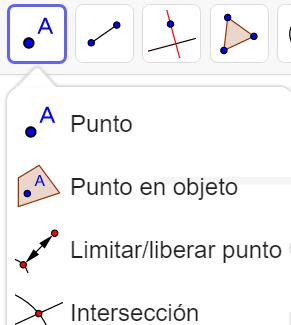 A
A Punto
A Punto en objeto
Limitar/liberar punto
Intersección